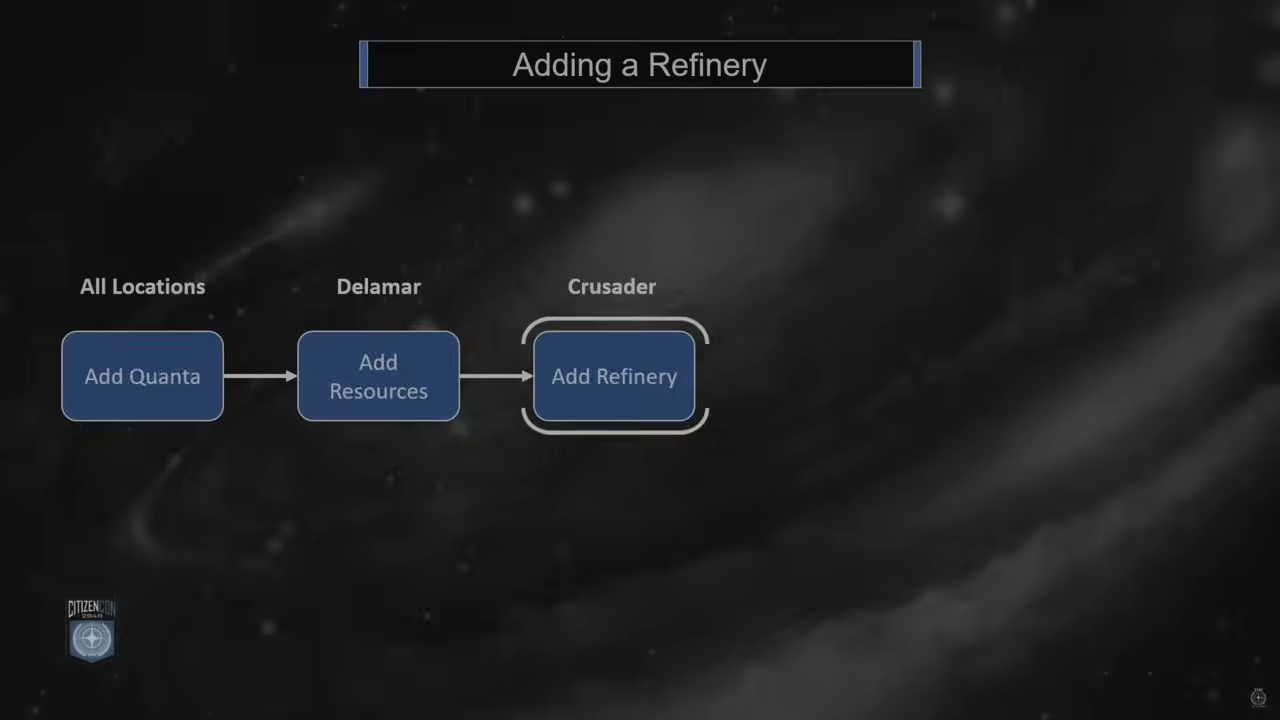 Adding a Refinery
All Locations
Delamar
Crusader
Add Quanta
Add
Resources
Add Refinery
CITIZENCON